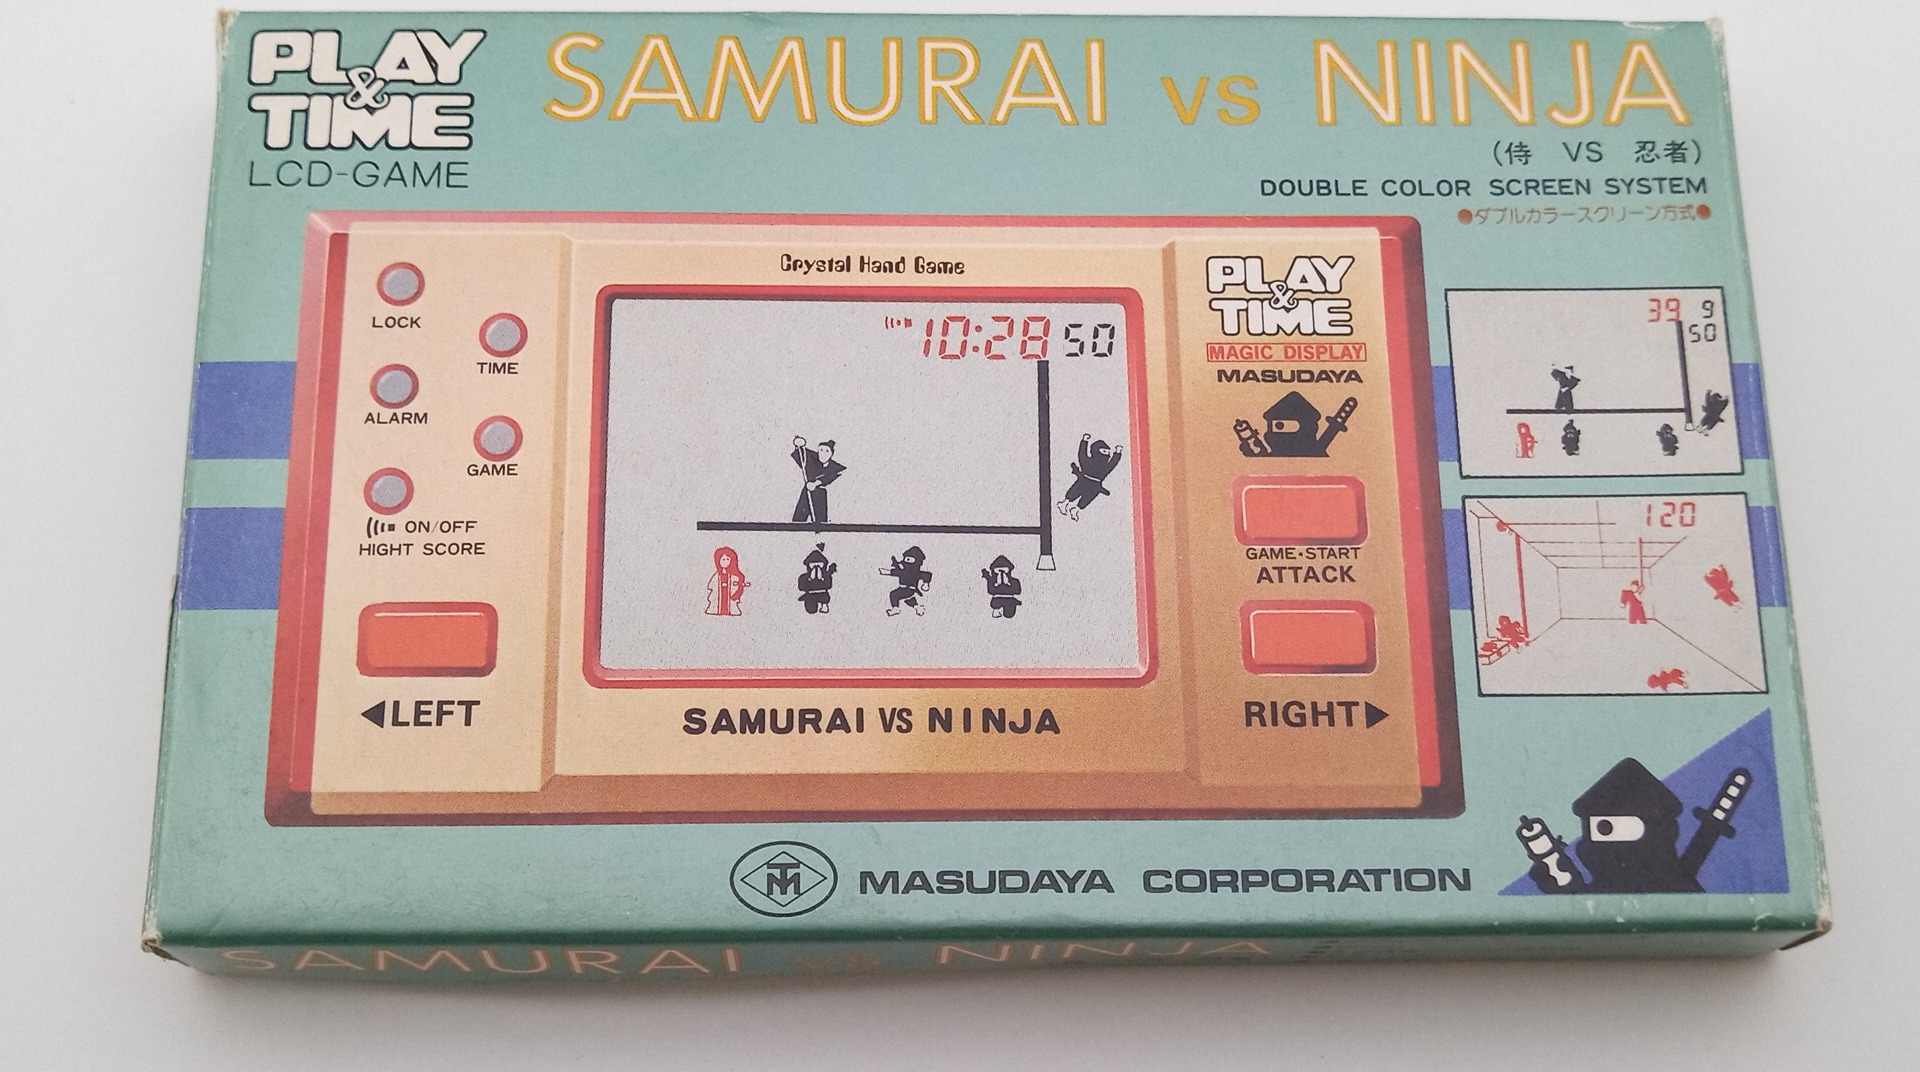 PLAY
&
TIME
LCD-GAME
SAMURAI VS NINJA
(侍 VS 忍者)
DOUBLE COLOR SCREEN SYSTEM
●ダブルカラースクリーン方式●
Crystal Hand Game
LOCK
TIME
ALARM
GAME
ON/OFF
HIGHT SCORE
◀LEFT
10:28 50
SAMURAI VS NINJA
PLAY
&
TIME
MAGIC DISPLAY
MASUDAYA
GAME・START
ATTACK
RIGHT▶
39 9
50
120
TM
MASUDAYA CORPORATION
SAMURAI VS NINJA